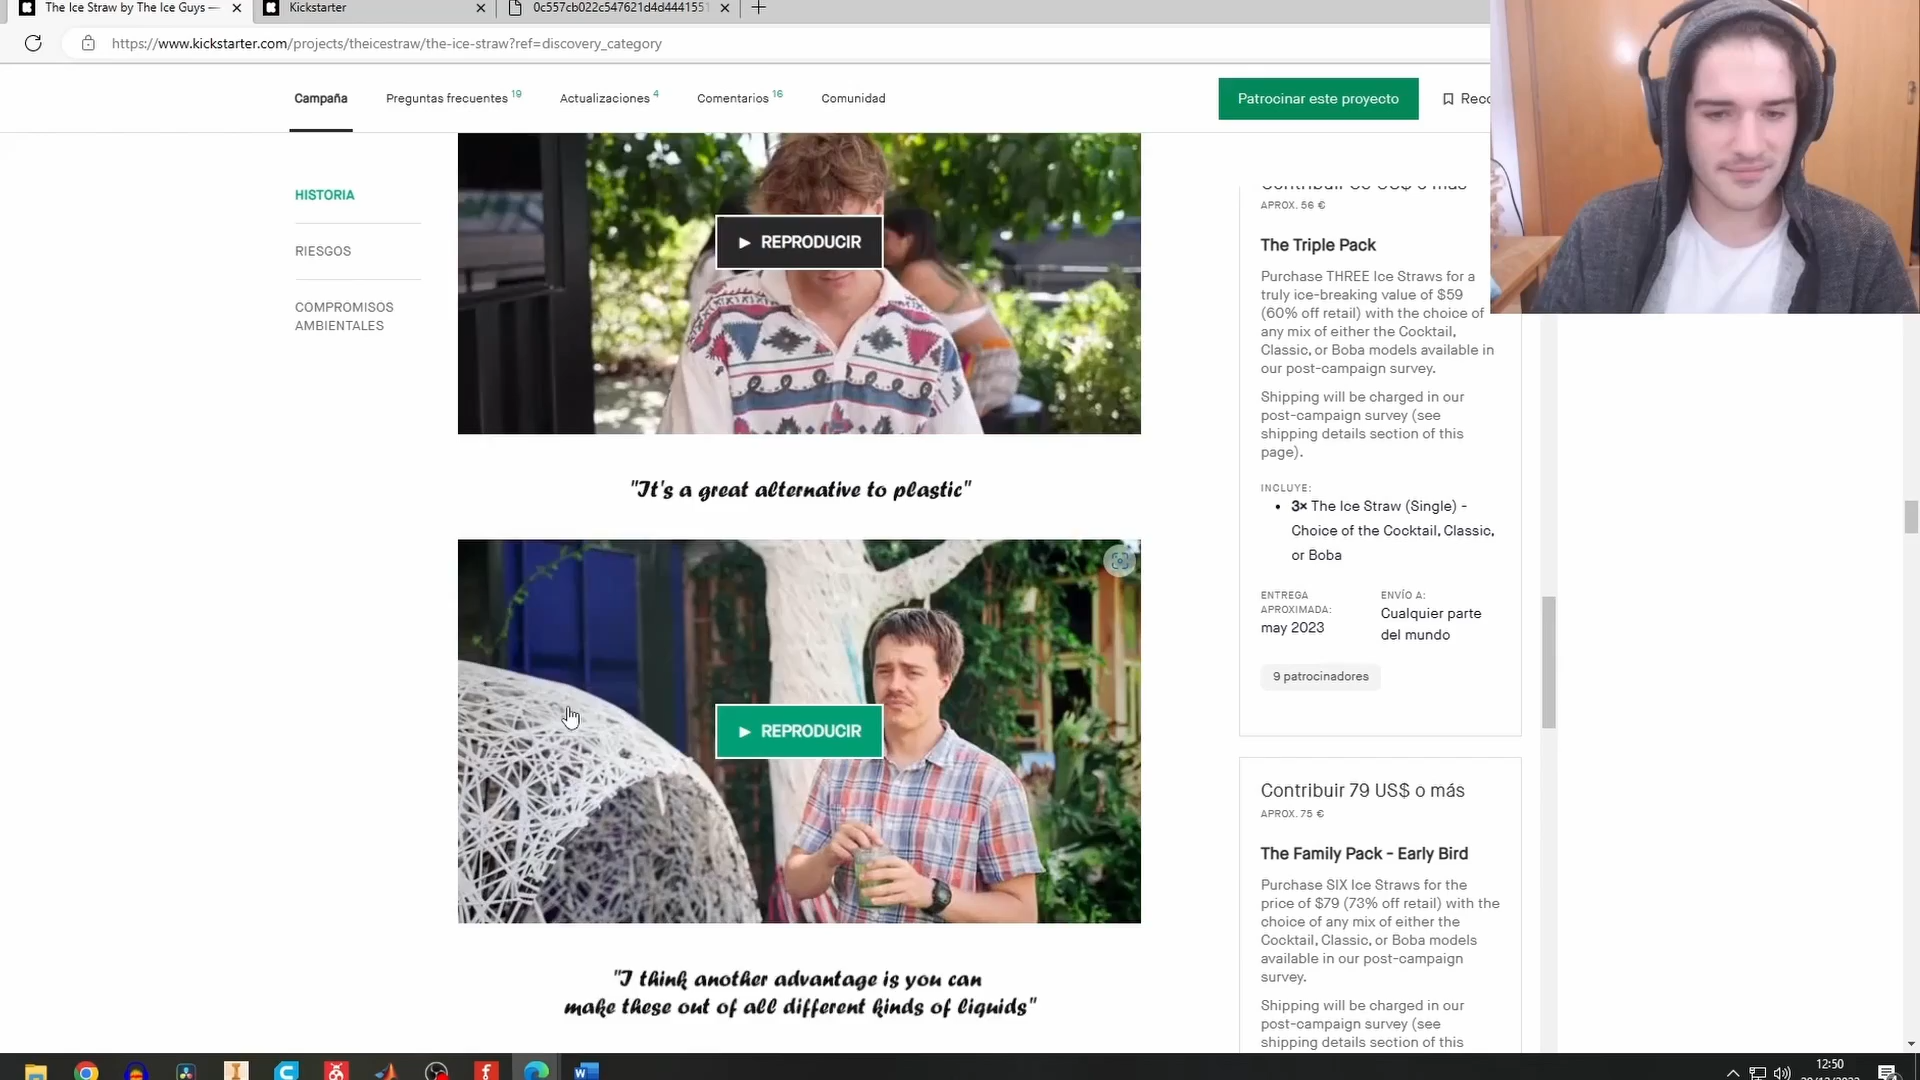 The Ice Straw by The Ice Guys —
Kickstarter
0c557cb022c547621d4d4441551
https://www.kickstarter.com/projects/theicestraw/the-ice-straw?ref=discovery_category
Campaña
Preguntas frecuentes 19
Actualizaciones 4
Comentarios 16
Comunidad
Patrocinar este proyecto
HISTORIA
RIESGOS
COMPROMISOS
AMBIENTALES
REPRODUCIR
"It's a great alternative to plastic"
REPRODUCIR
"I think another advantage is you can
make these out of all different kinds of liquids"
APROX. 56 €
The Triple Pack
Purchase THREE Ice Straws for a
truly ice-breaking value of $59
(60% off retail) with the choice of
any mix of either the Cocktail,
Classic, or Boba models available in
our post-campaign survey.
Shipping will be charged in our
post-campaign survey (see
shipping details section of this
page).
INCLUYE:
• 3× The Ice Straw (Single) -
Choice of the Cocktail, Classic,
or Boba
ENTREGA
APROXIMADA:
may 2023
ENVÍO A:
Cualquier parte
del mundo
9 patrocinadores
Contribuir 79 US$ o más
APROX. 75 €
The Family Pack - Early Bird
Purchase SIX Ice Straws for the
price of $79 (73% off retail) with the
choice of any mix of either the
Cocktail, Classic, or Boba models
available in our post-campaign
survey.
Shipping will be charged in our
post-campaign survey (see
shipping details section of this
12:50